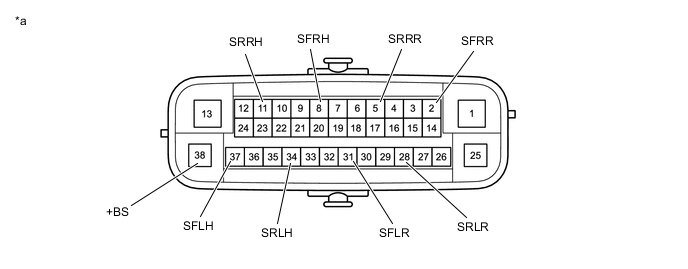 *a
SRRH SFRH SRRR SFRR
13 12 11 10 9 8 7 6 5 4 3 2 1
24 23 22 21 20 19 18 17 16 15 14
38 37 36 35 34 33 32 31 30 29 28 27 26 25
+BS SFLH SRLH SFLR SRLR